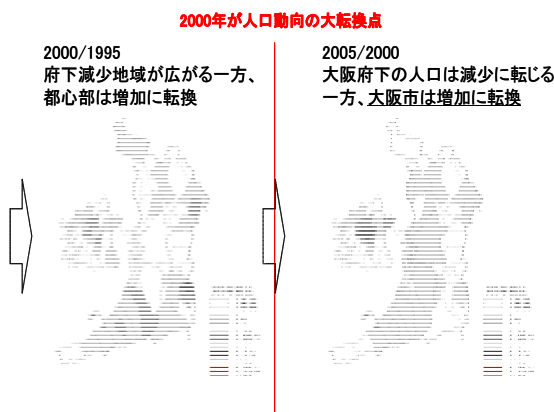 2000年が人口動向の大転換点
2000/1995
府下減少地域が広がる一方、
都心部は増加に転換
2005/2000
大阪府下の人口は減少に転じる
一方、大阪市は増加に転換